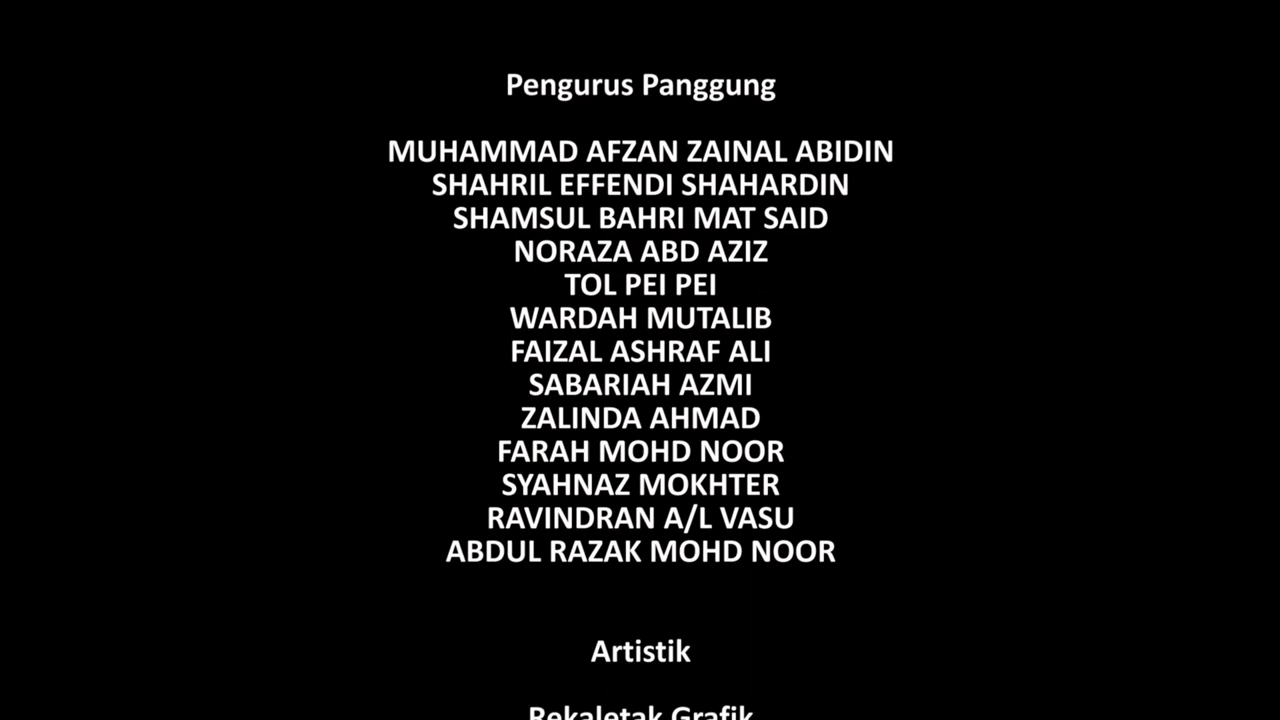 Pengurus Panggung
MUHAMMAD AFZAN ZAINAL ABIDIN
SHAHRIL EFFENDI SHAHARDIN
SHAMSUL BAHRI MAT SAID
NORAZA ABD AZIZ
TOL PEI PEI
WARDAH MUTALIB
FAIZAL ASHRAF ALI
SABARIAH AZMI
ZALINDA AHMAD
FARAH MOHD NOOR
SYAHNAZ MOKHTER
RAVINDRAN A/L VASU
ABDUL RAZAK MOHD NOOR
Artistik
Rekaletak Grafik